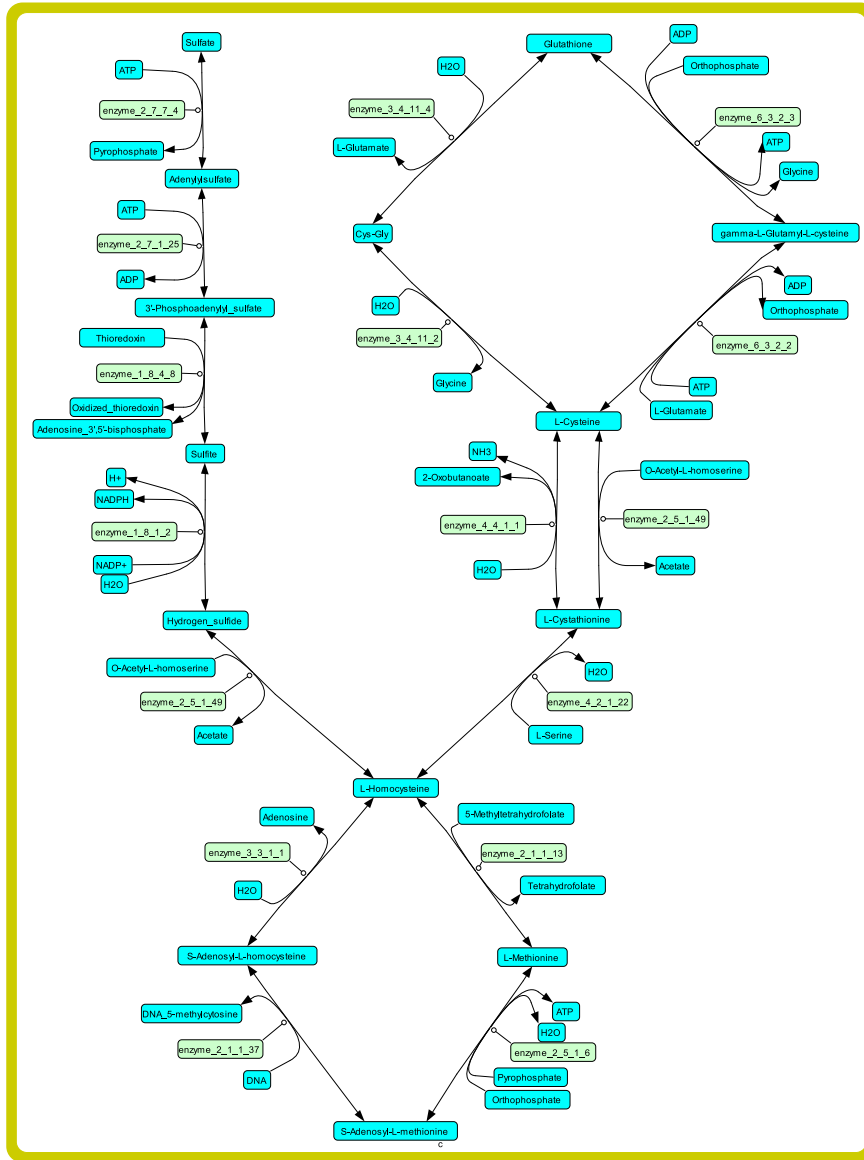 Sulfate
ATP
enzyme_2_7_7_4
Pyrophosphate
Adenylylsulfate
ATP
enzyme_2_7_1_25
ADP
3'-Phosphoadenylyl_sulfate
Thioredoxin
enzyme_1_8_4_8
Oxidized_thioredoxin
Adenosine_3',5'-bisphosphate
Sulfite
H+
NADPH
enzyme_1_8_1_2
NADP+
H2O
Hydrogen_sulfide
O-Acetyl-L-homoserine
enzyme_2_5_1_49
Acetate
Glutathione
H2O
enzyme_3_4_11_4
L-Glutamate
ADP
Orthophosphate
enzyme_6_3_2_3
ATP
Glycine
Cys-Gly
gamma-L-Glutamyl-L-cysteine
H2O
enzyme_3_4_11_2
Glycine
ADP
Orthophosphate
enzyme_6_3_2_2
ATP
L-Glutamate
L-Cysteine
NH3
2-Oxobutanoate
enzyme_4_4_1_1
H2O
O-Acetyl-L-homoserine
enzyme_2_5_1_49
Acetate
L-Cystathionine
H2O
enzyme_4_2_1_22
L-Serine
L-Homocysteine
Adenosine
enzyme_3_3_1_1
H2O
5-Methyltetrahydrofolate
enzyme_2_1_1_13
Tetrahydrofolate
S-Adenosyl-L-homocysteine
L-Methionine
DNA_5-methylcytosine
enzyme_2_1_1_37
DNA
ATP
H2O
enzyme_2_5_1_6
Pyrophosphate
Orthophosphate
S-Adenosyl-L-methionine
c